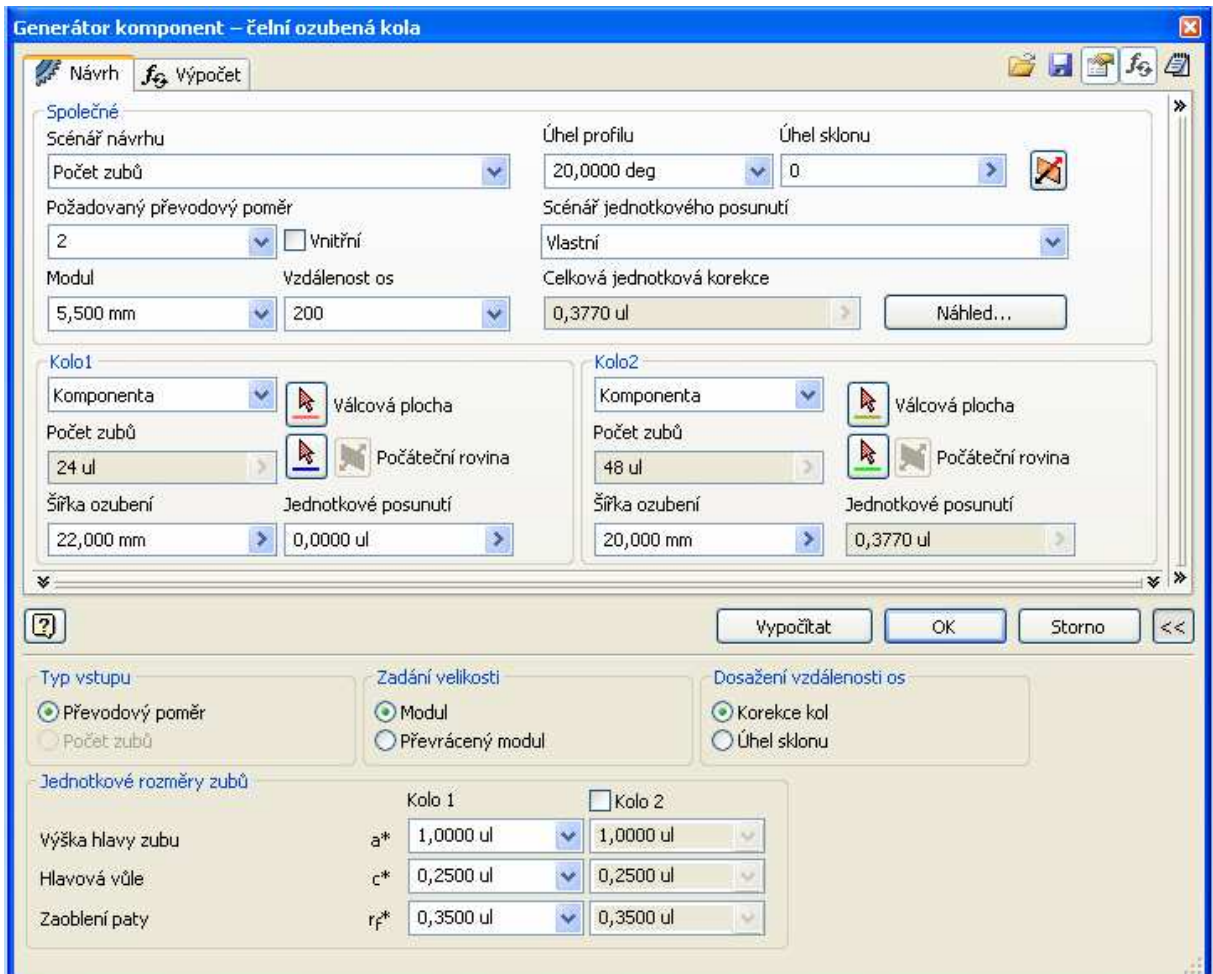 Generátor komponent – čelní ozubená kola
Návrh
Výpočet
Společné
Scénář návrhu
Úhel profilu
Úhel sklonu
Počet zubů
20,0000 deg
0
Požadovaný převodový poměr
Scénář jednotkového posunutí
2
Vnitřní
Vlastní
Modul
Vzdálenost os
Celková jednotková korekce
5,500 mm
200
0,3770 ul
Náhled...
Kolo1
Komponenta
Válcová plocha
Počet zubů
24 ul
Počáteční rovina
Šířka ozubení
Jednotkové posunutí
22,000 mm
0,0000 ul
Kolo2
Komponenta
Válcová plocha
Počet zubů
48 ul
Počáteční rovina
Šířka ozubení
Jednotkové posunutí
20,000 mm
0,3770 ul
Vypočítat
OK
Storno
<<
Typ vstupu
Převodový poměr
Počet zubů
Zadání velikosti
Modul
Převrácený modul
Dosažení vzdálenosti os
Korekce kol
Úhel sklonu
Jednotkové rozměry zubů
Kolo 1
Kolo 2
Výška hlavy zubu a* 1,0000 ul 1,0000 ul
Hlavová vůle c* 0,2500 ul 0,2500 ul
Zaoblení paty rf* 0,3500 ul 0,3500 ul